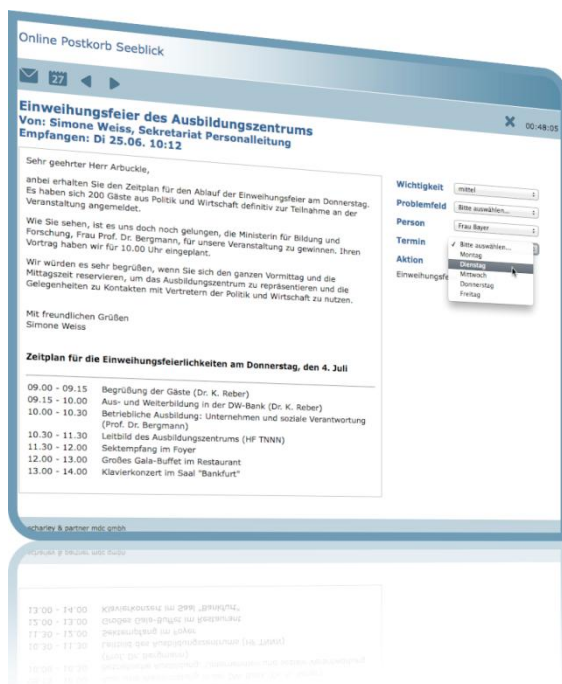 Online Postkorb Seeblick
27
00:48:05
Einweihungsfeier des Ausbildungszentrums
Von: Simone Weiss, Sekretariat Personalleitung
Empfangen: Di 25.06. 10:12
Sehr geehrter Herr Arbuckle,
anbei erhalten Sie den Zeitplan für den Ablauf der Einweihungsfeier am Donnerstag.
Es haben sich 200 Gäste aus Politik und Wirtschaft definitiv zur Teilnahme an der
Veranstaltung angemeldet.
Wie Sie sehen, ist es uns doch noch gelungen, die Ministerin für Bildung und
Forschung, Frau Prof. Dr. Bergmann, für unsere Veranstaltung zu gewinnen. Ihren
Vortrag haben wir für 10.00 Uhr eingeplant.
Wir würden es sehr begrüßen, wenn Sie sich den ganzen Vormittag und die
Mittagszeit reservieren, um das Ausbildungszentrum zu repräsentieren und die
Gelegenheiten zu Kontakten mit Vertretern der Politik und Wirtschaft zu nutzen.
Mit freundlichen Grüßen
Simone Weiss
Zeitplan für die Einweihungsfeierlichkeiten am Donnerstag, den 4. Juli
09.00 - 09.15 Begrüßung der Gäste (Dr. K. Reber)
09.15 - 10.00 Aus- und Weiterbildung in der DW-Bank (Dr. K. Reber)
10.00 - 10.30 Betriebliche Ausbildung: Unternehmen und soziale Verantwortung
(Prof. Dr. Bergmann)
10.30 - 11.30 Leitbild des Ausbildungszentrums (HF TNNN)
11.30 - 12.00 Sektempfang im Foyer
12.00 - 13.00 Großes Gala-Buffet im Restaurant
13.00 - 14.00 Klavierkonzert im Saal "Bankfurt"
Wichtigkeit mittel
Problemfeld Bitte auswählen...
Person Frau Bayer
Termin ✓ Bitte auswählen...
Montag
Dienstag
Mittwoch
Donnerstag
Freitag
Aktion
Einweihungsfe
scharley & partner mdc gmbh